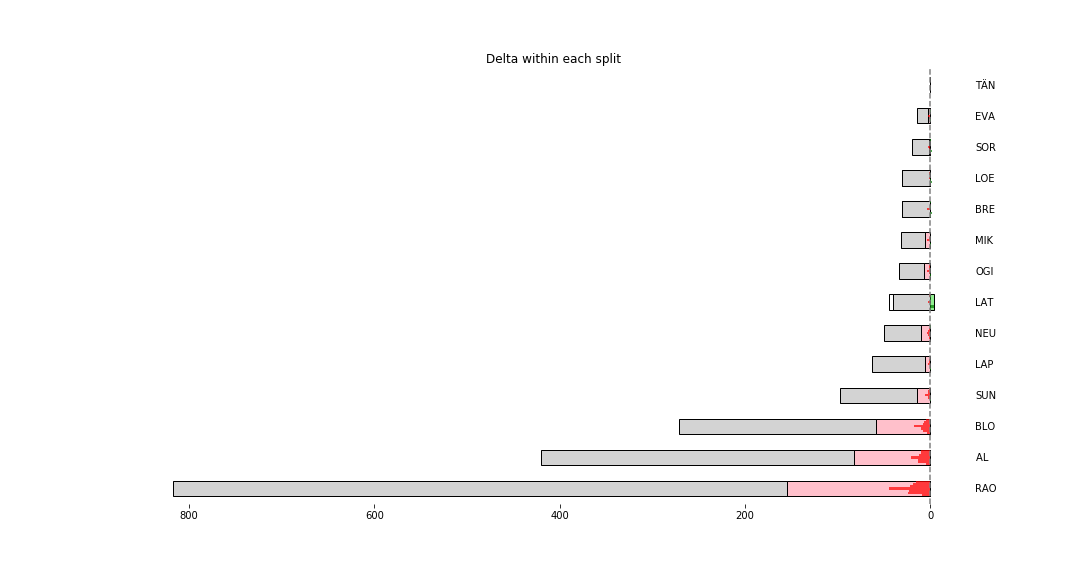 Delta within each split
TÄN
EVA
SOR
LOE
BRE
MIK
OGI
LAT
NEU
LAP
SUN
BLO
AL
RAO
800 600 400 200 0